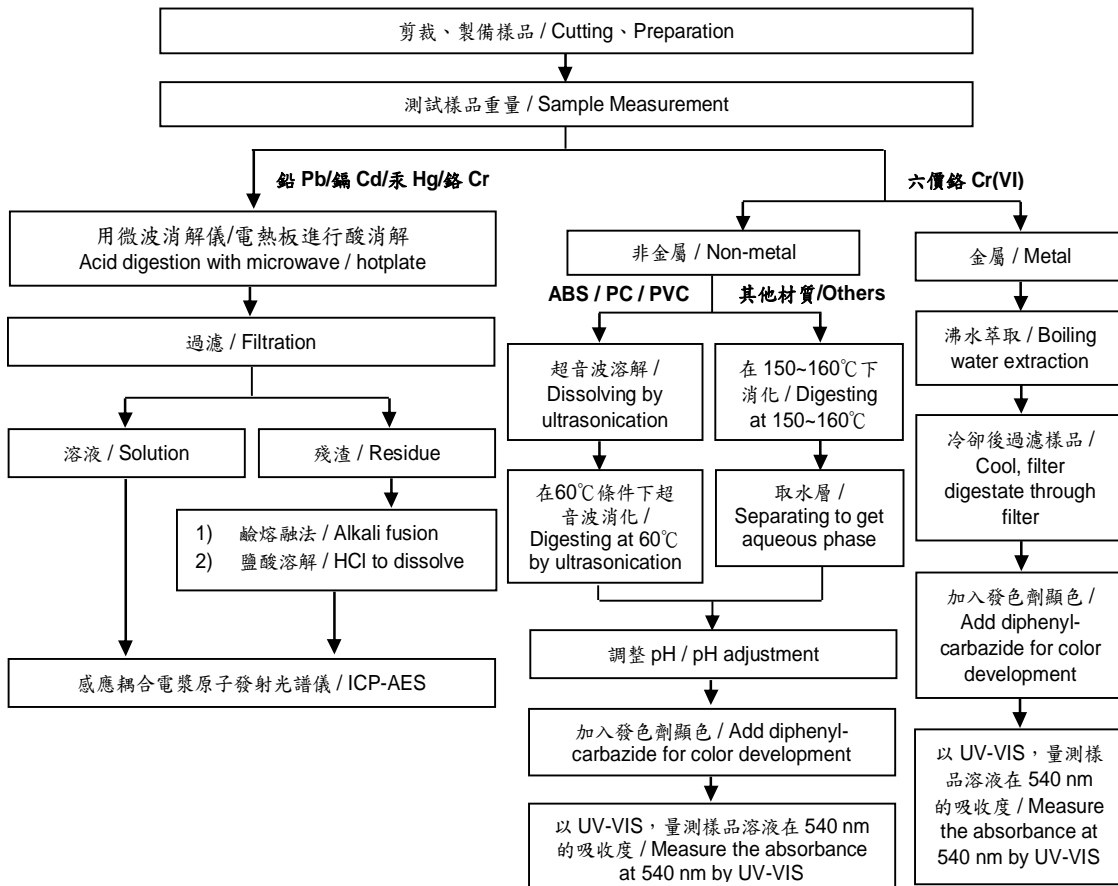 剪裁、製備樣品 / Cutting、Preparation
測試樣品重量 / Sample Measurement
鉛 Pb/鎘 Cd/汞 Hg/鉻 Cr
六價鉻 Cr(VI)
用微波消解儀/電熱板進行酸消解
Acid digestion with microwave / hotplate
過濾 / Filtration
溶液 / Solution
殘渣 / Residue
1) 鹼熔融法 / Alkali fusion
2) 鹽酸溶解 / HCl to dissolve
感應耦合電漿原子發射光譜儀 / ICP-AES
非金屬 / Non-metal
ABS / PC / PVC
其他材質/Others
超音波溶解 /
Dissolving by
ultrasonication
在60℃條件下超
音波消化 /
Digesting at 60℃
by ultrasonication
在 150~160℃下
消化 / Digesting
at 150~160℃
取水層 /
Separating to get
aqueous phase
調整 pH / pH adjustment
加入發色劑顯色 / Add diphenyl-
carbazide for color development
以 UV-VIS，量測樣品溶液在 540 nm
的吸收度 / Measure the absorbance
at 540 nm by UV-VIS
金屬 / Metal
沸水萃取 / Boiling
water extraction
冷卻後過濾樣品 /
Cool, filter
digestate through
filter
加入發色劑顯色 /
Add diphenyl-
carbazide for color
development
以 UV-VIS，量測樣
品溶液在 540 nm
的吸收度 / Measure
the absorbance at
540 nm by UV-VIS